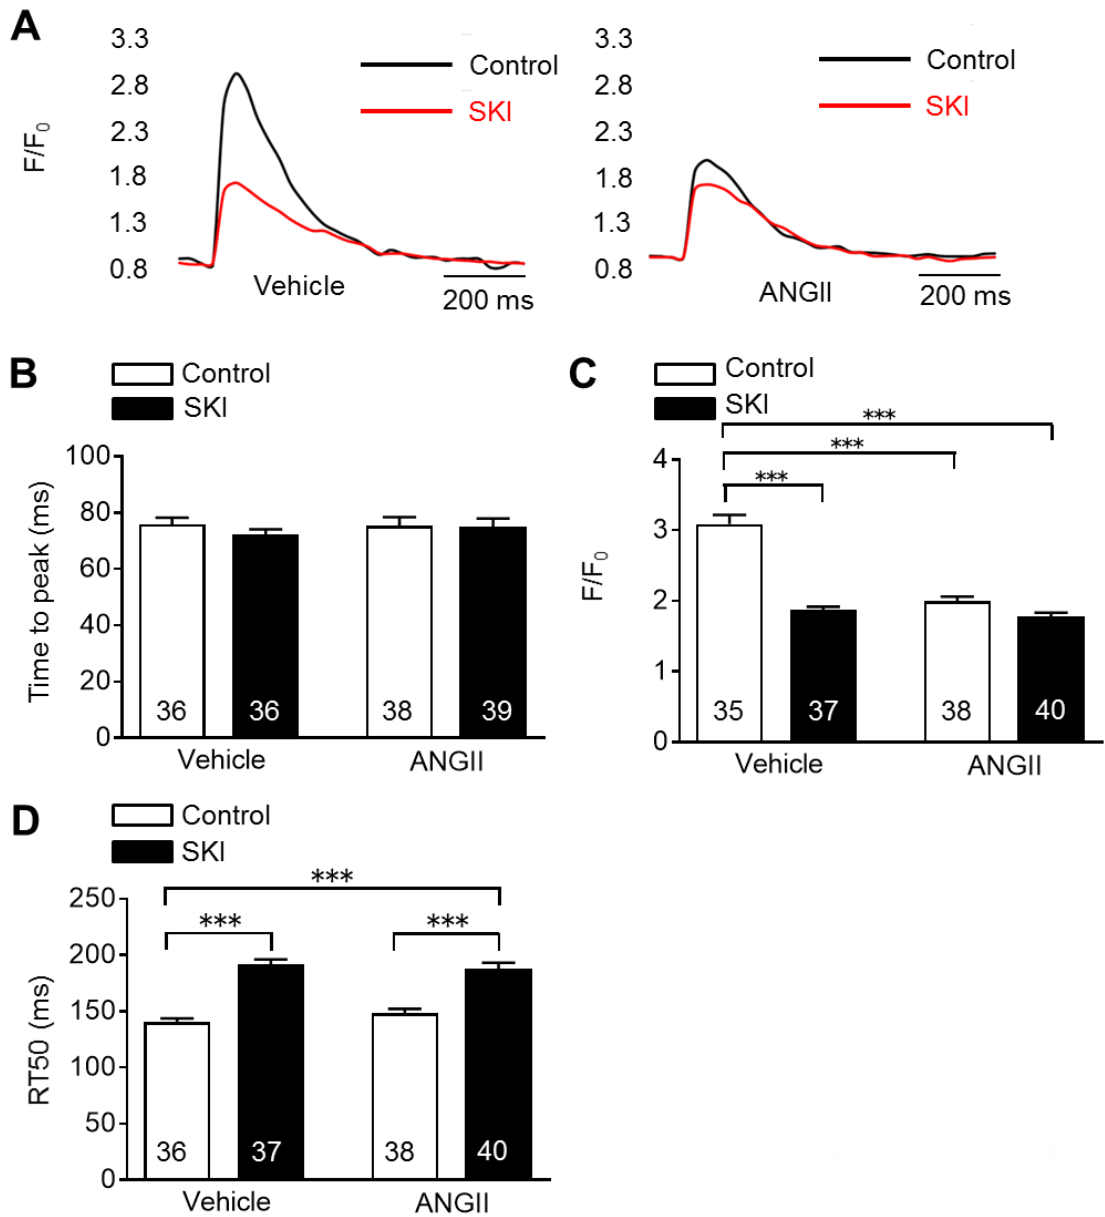 A
3.3
2.8
2.3
1.8
1.3
0.8
F/F0
Control
SKI
Vehicle
200 ms
3.3
2.8
2.3
1.8
1.3
0.8
Control
SKI
ANGII
200 ms
B
Control
SKI
100
80
60
40
20
0
Time to peak (ms)
36
36
38
39
Vehicle
ANGII
C
Control
SKI
***
***
***
4
3
2
1
0
F/F0
35
37
38
40
Vehicle
ANGII
D
Control
SKI
***
***
***
250
200
150
100
50
0
RT50 (ms)
36
37
38
40
Vehicle
ANGII